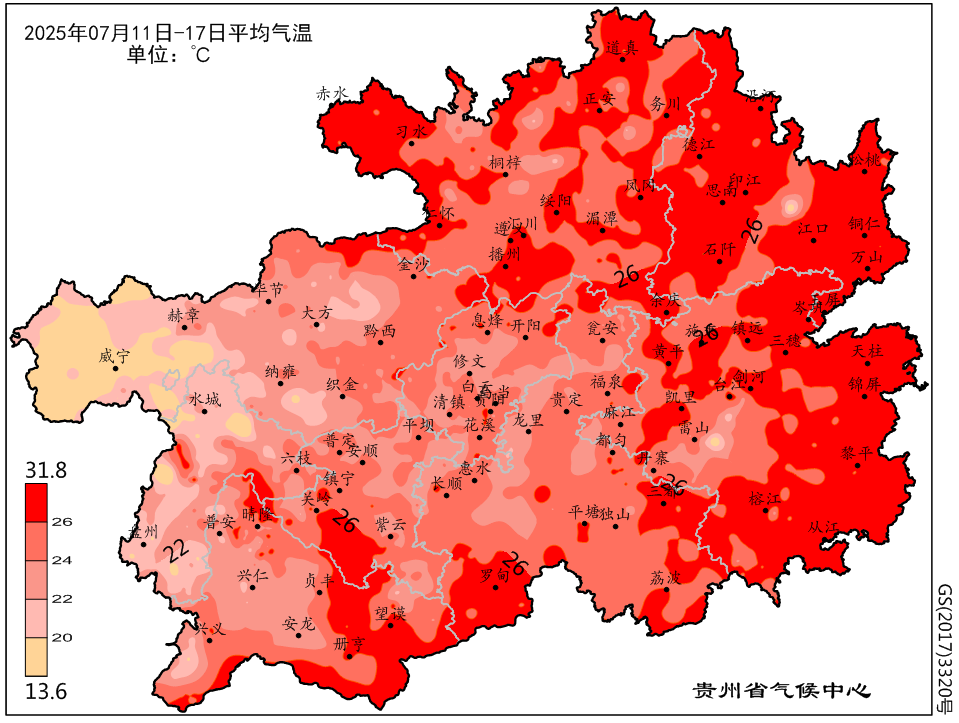 2025年07月11日-17日平均气温
单位：℃
道真
赤水
正安
务川
沿河
习水
德江
桐梓
松桃
凤冈
思南
印江
绥阳
仁怀
湄潭
遵义
汇川
江口
铜仁
播州
石阡
26
万山
金沙
26
毕节
余庆
玉屏
岑巩
赫章
大方
黔西
息烽
开阳
瓮安
施秉
26
镇远
三穗
威宁
黄平
天柱
修文
纳雍
织金
白云
乌当
福泉
台江
剑河
锦屏
水城
清镇
贵阳
贵定
凯里
麻江
平坝
花溪
龙里
雷山
普定
安顺
都匀
黎平
六枝
惠水
丹寨
镇宁
长顺
26
三都
关岭
榕江
普安
晴隆
26
紫云
平塘
独山
从江
盘州
22
26
兴仁
贞丰
罗甸
荔波
兴义
安龙
望谟
册亨
31.8
26
24
22
20
13.6
贵州省气候中心
GS(2017)3320号